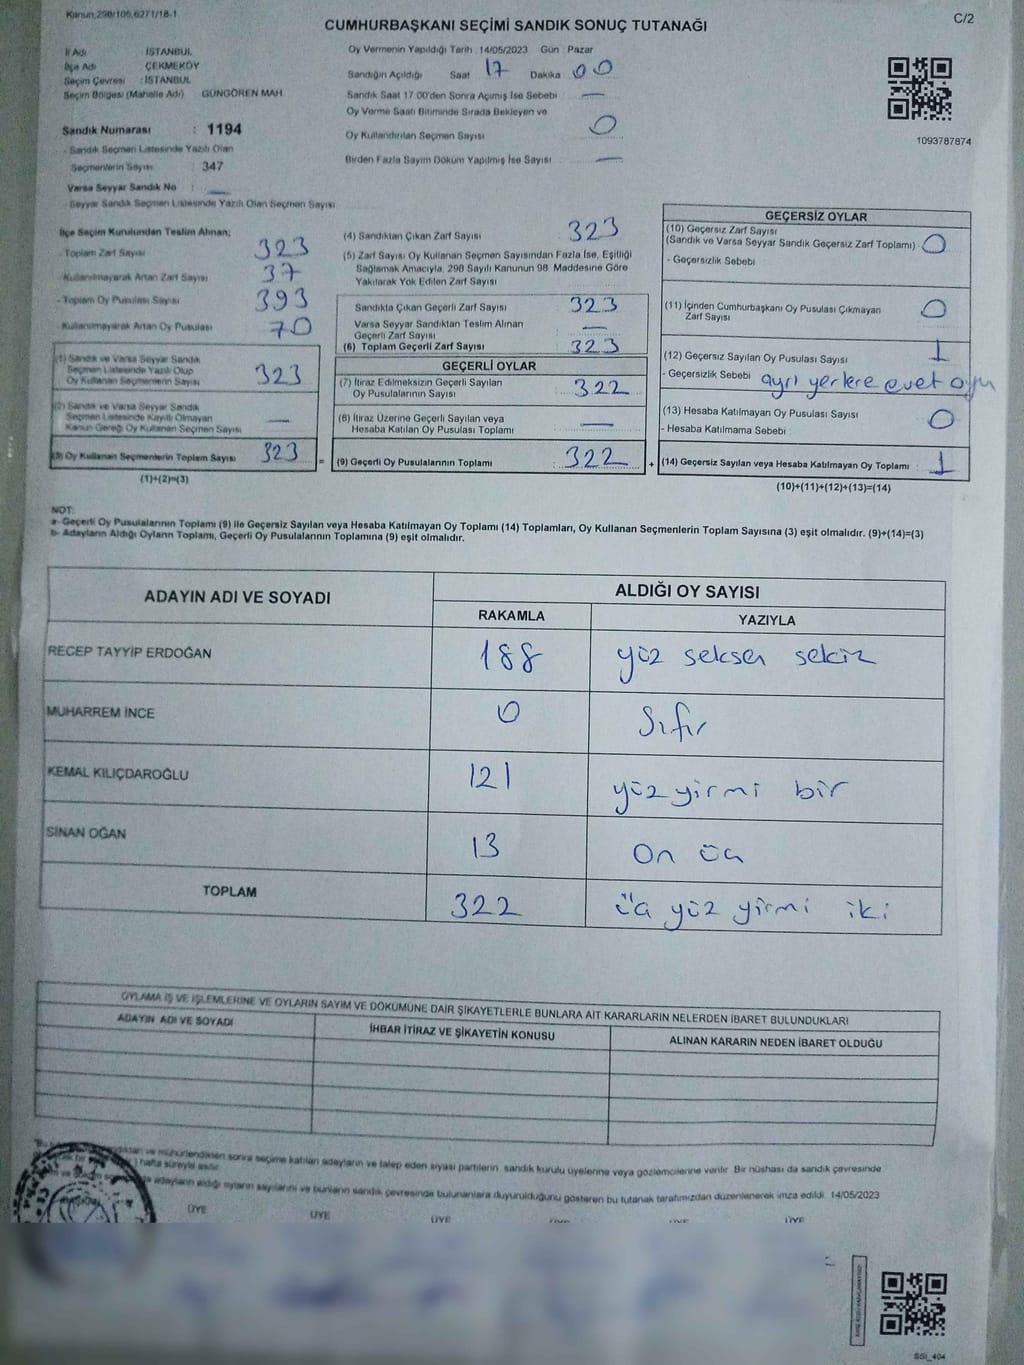 Kanun,298/105,6271/18-1
C/2
CUMHURBAŞKANI SEÇİMİ SANDIK SONUÇ TUTANAĞI
İl Adı İSTANBUL
İlçe Adı ÇEKMEKÖY
Seçim Çevresi : İSTANBUL
Seçim Bölgesi (Mahalle Adı) GÜNGÖREN MAH.
Sandık Numarası : 1194
- Sandık Seçmen Listesinde Yazılı Olan
Seçmenlerin Sayısı : 347
Varsa Seyyar Sandık No : —
- Seyyar Sandık Seçmen Listesinde Yazılı Olan Seçmen Sayısı
Oy Vermenin Yapıldığı Tarih : 14/05/2023 Gün : Pazar
Sandığın Açıldığı Saat 17 Dakika 00
Sandık Saat 17.00'den Sonra Açılmış İse Sebebi —
Oy Verme Saati Bitiminde Sırada Bekleyen ve
Oy Kullandırılan Seçmen Sayısı 0
Birden Fazla Sayım Döküm Yapılmış İse Sayısı —
1093787874
İlçe Seçim Kurulundan Teslim Alınan;
- Toplam Zarf Sayısı 323
- Kullanılmayarak Artan Zarf Sayısı 37
- Toplam Oy Pusulası Sayısı 393
- Kullanılmayarak Artan Oy Pusulası 70
(1) Sandık ve Varsa Seyyar Sandık
Seçmen Listesinde Yazılı Olup
Oy Kullanan Seçmenlerin Sayısı 323
(2) Sandık ve Varsa Seyyar Sandık
Seçmen Listesinde Kayıtlı Olmayan
Kanun Gereği Oy Kullanan Seçmen Sayısı —
(3) Oy Kullanan Seçmenlerin Toplam Sayısı 323 =
(1)+(2)=(3)
(4) Sandıktan Çıkan Zarf Sayısı 323
(5) Zarf Sayısı Oy Kullanan Seçmen Sayısından Fazla İse, Eşitliği
Sağlamak Amacıyla, 298 Sayılı Kanunun 98. Maddesine Göre
Yakılarak Yok Edilen Zarf Sayısı
Sandıkta Çıkan Geçerli Zarf Sayısı 323
Varsa Seyyar Sandıktan Teslim Alınan
Geçerli Zarf Sayısı —
(6) Toplam Geçerli Zarf Sayısı 323
GEÇERLİ OYLAR
(7) İtiraz Edilmeksizin Geçerli Sayılan
Oy Pusulalarının Sayısı 322
(8) İtiraz Üzerine Geçerli Sayılan veya
Hesaba Katılan Oy Pusulası Toplamı —
(9) Geçerli Oy Pusulalarının Toplamı 322 +
GEÇERSİZ OYLAR
(10) Geçersiz Zarf Sayısı
(Sandık ve Varsa Seyyar Sandık Geçersiz Zarf Toplamı) 0
- Geçersizlik Sebebi
(11) İçinden Cumhurbaşkanı Oy Pusulası Çıkmayan
Zarf Sayısı 0
(12) Geçersiz Sayılan Oy Pusulası Sayısı 1
- Geçersizlik Sebebi ayrı yerlere evet oyu
(13) Hesaba Katılmayan Oy Pusulası Sayısı 0
- Hesaba Katılmama Sebebi
(14) Geçersiz Sayılan veya Hesaba Katılmayan Oy Toplamı : 1
(10)+(11)+(12)+(13)=(14)
NOT:
a- Geçerli Oy Pusulalarının Toplamı (9) ile Geçersiz Sayılan veya Hesaba Katılmayan Oy Toplamı (14) Toplamları, Oy Kullanan Seçmenlerin Toplam Sayısına (3) eşit olmalıdır. (9)+(14)=(3)
b- Adayların Aldığı Oyların Toplamı, Geçerli Oy Pusulalarının Toplamına (9) eşit olmalıdır.
ADAYIN ADI VE SOYADI
ALDIĞI OY SAYISI
RAKAMLA YAZIYLA
RECEP TAYYİP ERDOĞAN 188 yüz seksen sekiz
MUHARREM İNCE 0 Sıfır
KEMAL KILIÇDAROĞLU 121 yüz yirmi bir
SİNAN OĞAN 13 On üç
TOPLAM 322 üç yüz yirmi iki
OYLAMA İŞ VE İŞLEMLERİNE VE OYLARIN SAYIM VE DÖKÜMÜNE DAİR ŞİKAYETLERLE BUNLARA AİT KARARLARIN NELERDEN İBARET BULUNDUKLARI
ADAYIN ADI VE SOYADI
İHBAR İTİRAZ VE ŞİKAYETİN KONUSU
ALINAN KARARIN NEDEN İBARET OLDUĞU
ve mühürlendikten sonra seçime katılan adayların ve talep eden siyasi partilerin sandık kurulu üyelerine veya gözlemcilerine verilir. Bir nüshası da sandık çevresinde
hafta süreyle asılır.
adayların aldığı oyların sayılarını ve bunların sandık çevresinde bulunanlara duyurulduğunu gösteren bu tutanak tarafımızdan düzenlenerek imza edildi. 14/05/2023
ÜYE ÜYE ÜYE ÜYE ÜYE ÜYE